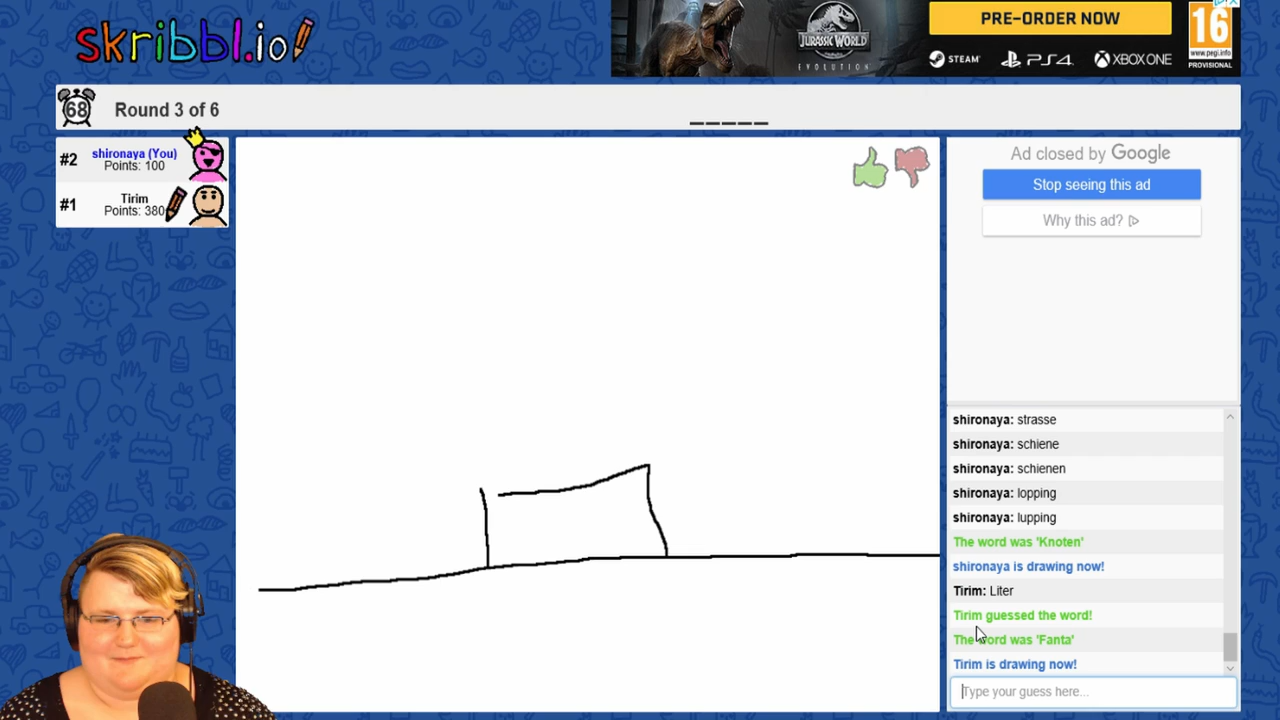 skribbl.io
JURASSIC WORLD
EVOLUTION
PRE-ORDER NOW
STEAM PS4 XBOX ONE
16
www.pegi.info
PROVISIONAL
68 Round 3 of 6 _____
#2 shironaya (You)
Points: 100
#1 Tirim
Points: 380
Ad closed by Google
Stop seeing this ad
Why this ad?
shironaya: strasse
shironaya: schiene
shironaya: schienen
shironaya: lopping
shironaya: lupping
The word was 'Knoten'
shironaya is drawing now!
Tirim: Liter
Tirim guessed the word!
The word was 'Fanta'
Tirim is drawing now!
Type your guess here...